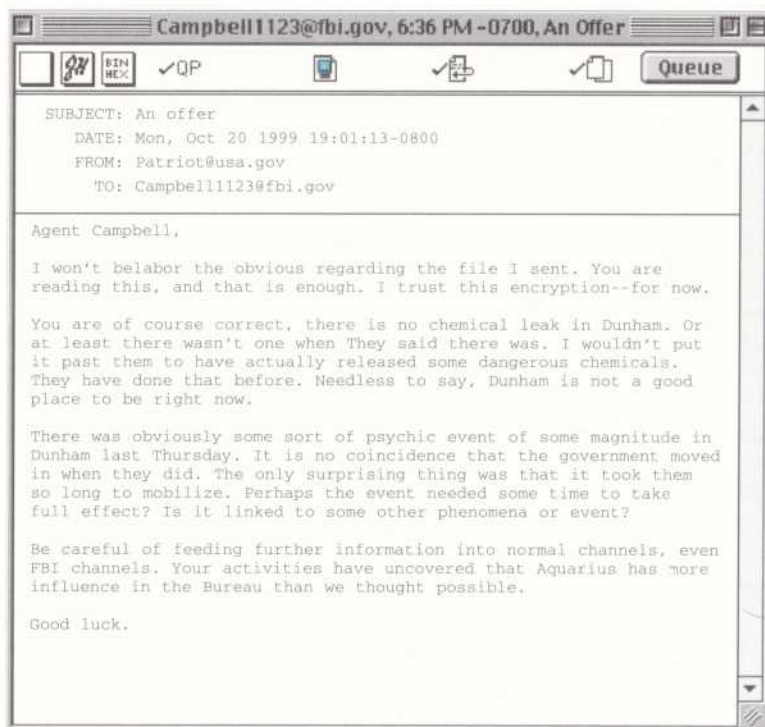 Campbell1123@fbi.gov, 6:36 PM -0700, An Offer
BIN HEX QP Queue
SUBJECT: An offer
DATE: Mon, Oct 20 1999 19:01:13-0800
FROM: Patriot@usa.gov
TO: Campbell1123@fbi.gov
Agent Campbell,
I won't belabor the obvious regarding the file I sent. You are
reading this, and that is enough. I trust this encryption--for now.
You are of course correct, there is no chemical leak in Dunham. Or
at least there wasn't one when They said there was. I wouldn't put
it past them to have actually released some dangerous chemicals.
They have done that before. Needless to say, Dunham is not a good
place to be right now.
There was obviously some sort of psychic event of some magnitude in
Dunham last Thursday. It is no coincidence that the government moved
in when they did. The only surprising thing was that it took them
so long to mobilize. Perhaps the event needed some time to take
full effect? Is it linked to some other phenomena or event?
Be careful of feeding further information into normal channels, even
FBI channels. Your activities have uncovered that Aquarius has more
influence in the Bureau than we thought possible.
Good luck.